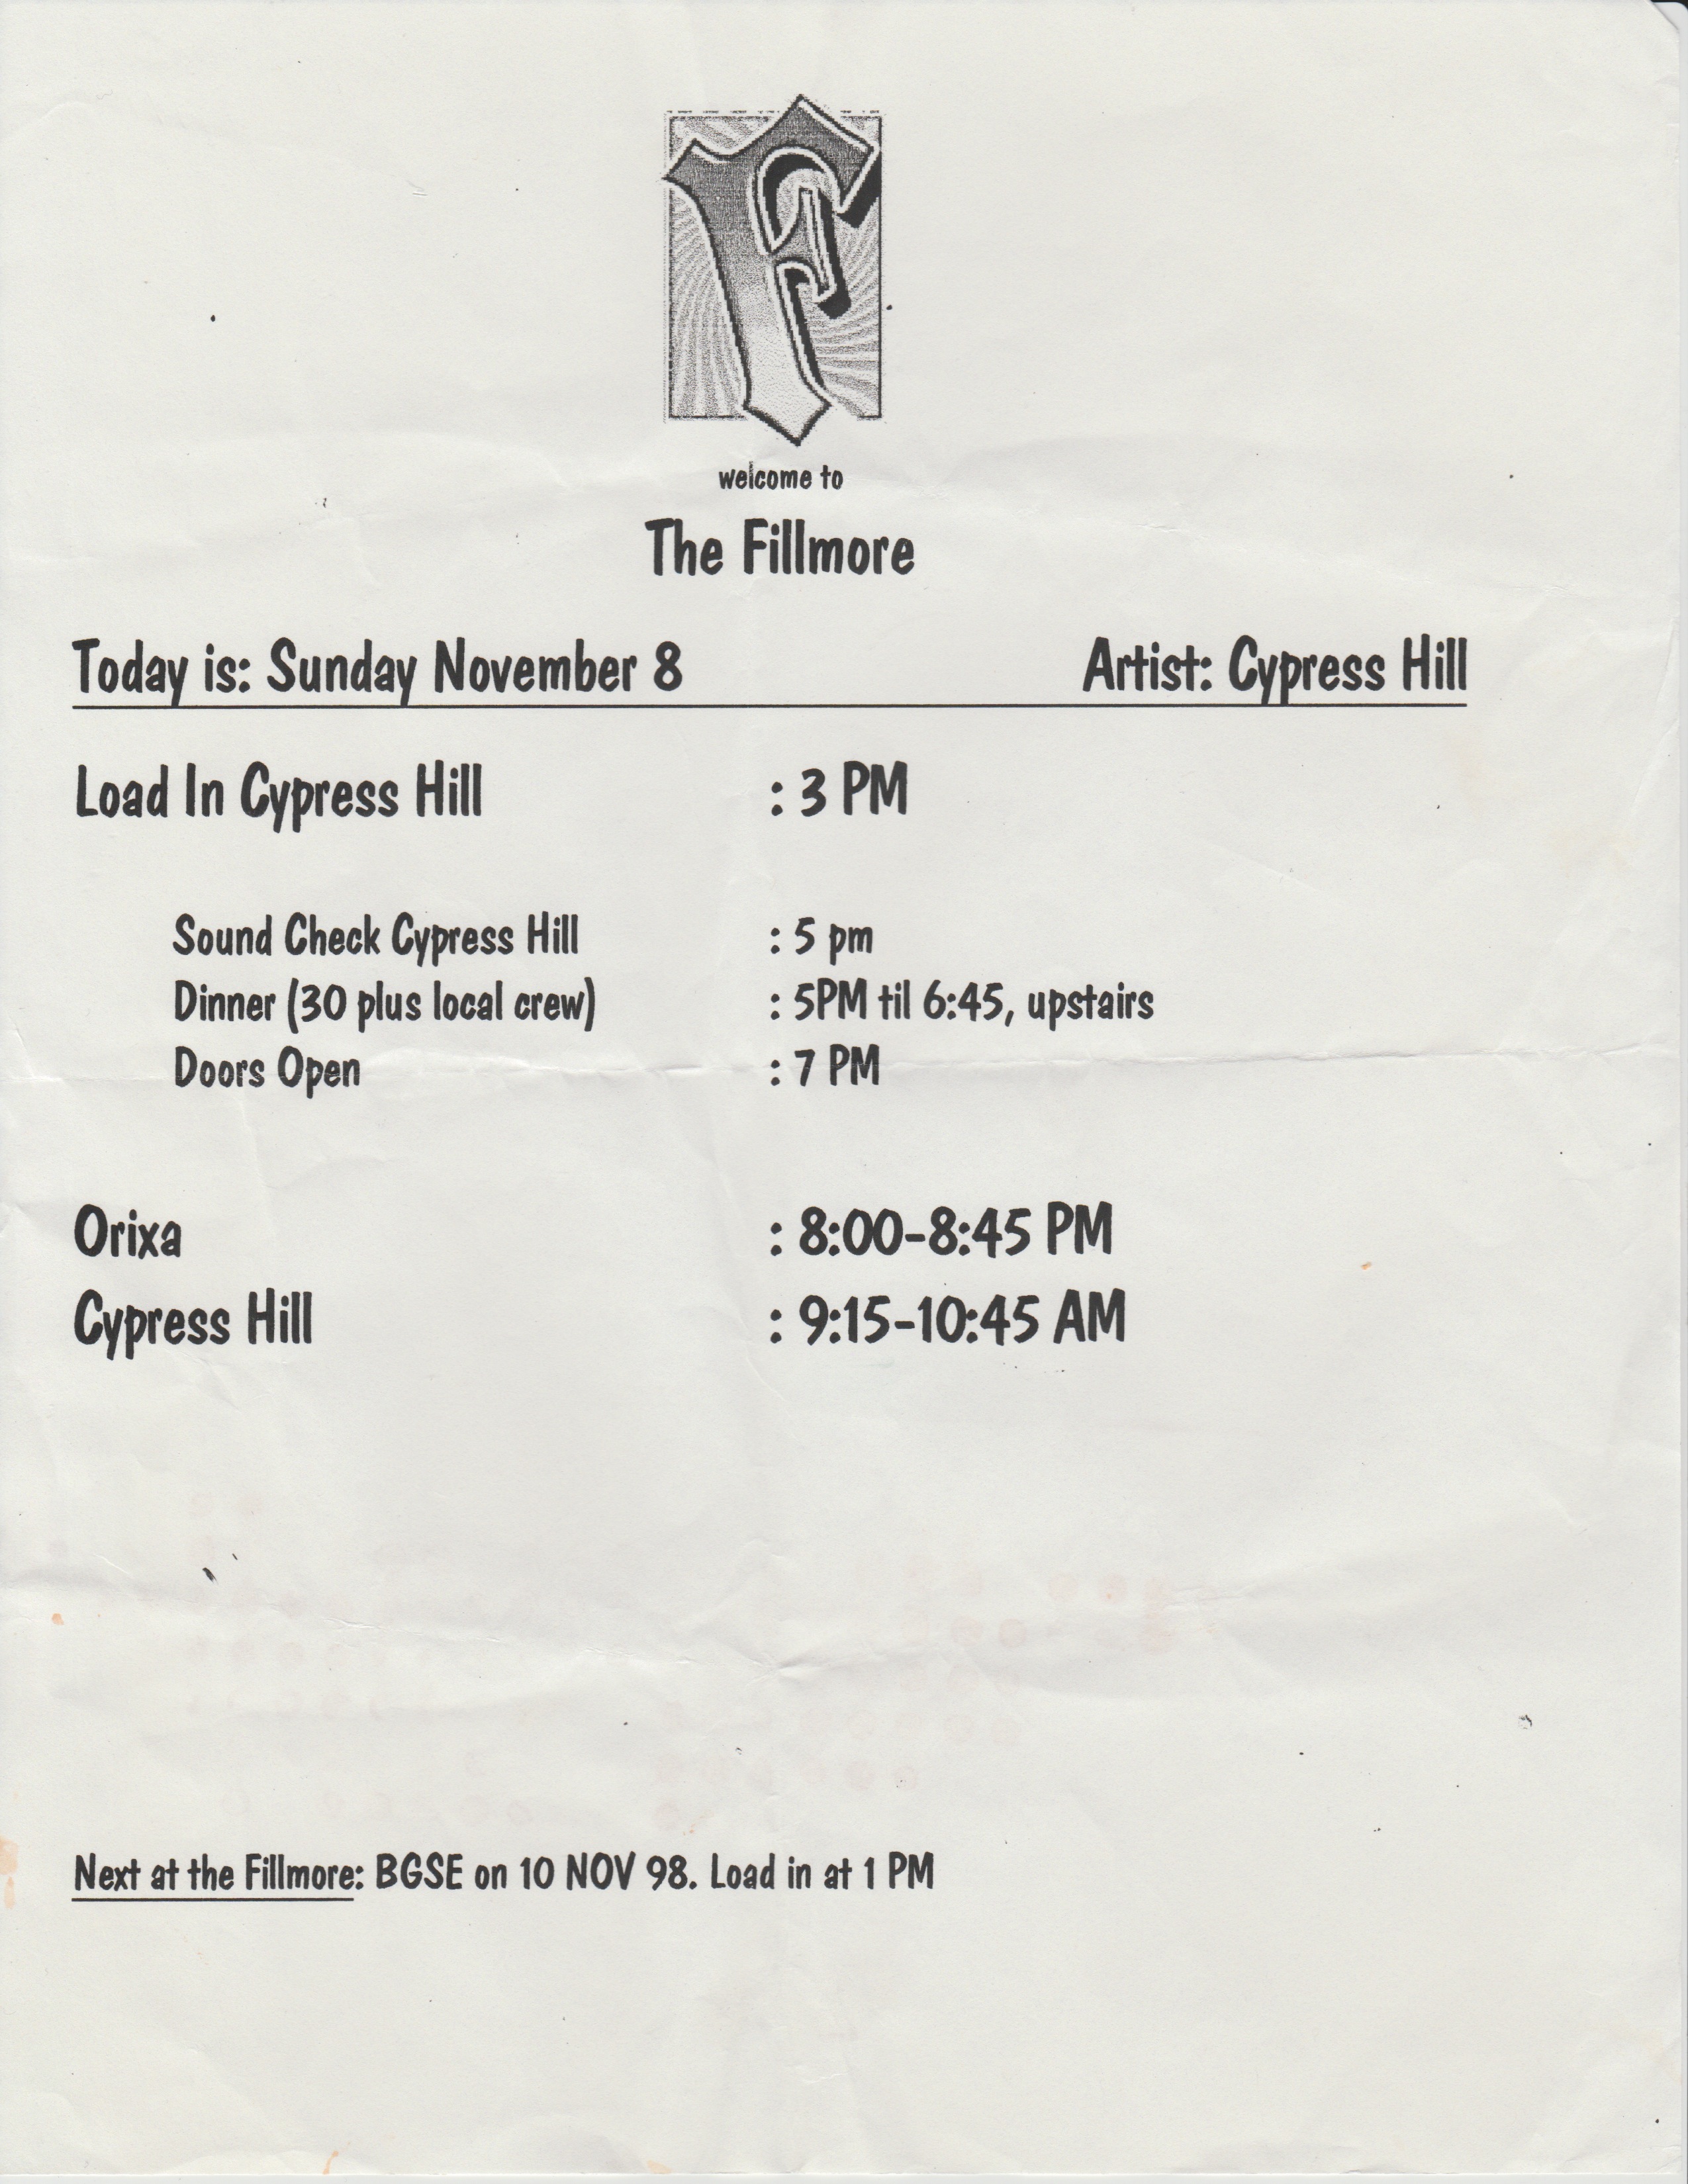 welcome to
The Fillmore
Today is: Sunday November 8 Artist: Cypress Hill
Load In Cypress Hill : 3 PM
Sound Check Cypress Hill : 5 pm
Dinner (30 plus local crew) : 5PM til 6:45, upstairs
Doors Open : 7 PM
Orixa : 8:00-8:45 PM
Cypress Hill : 9:15-10:45 AM
Next at the Fillmore: BGSE on 10 NOV 98. Load in at 1 PM